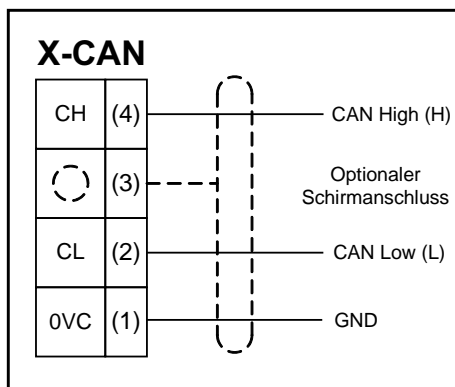 X-CAN
CH (4) CAN High (H)
(3) Optionaler
Schirmanschluss
CL (2) CAN Low (L)
0VC (1) GND